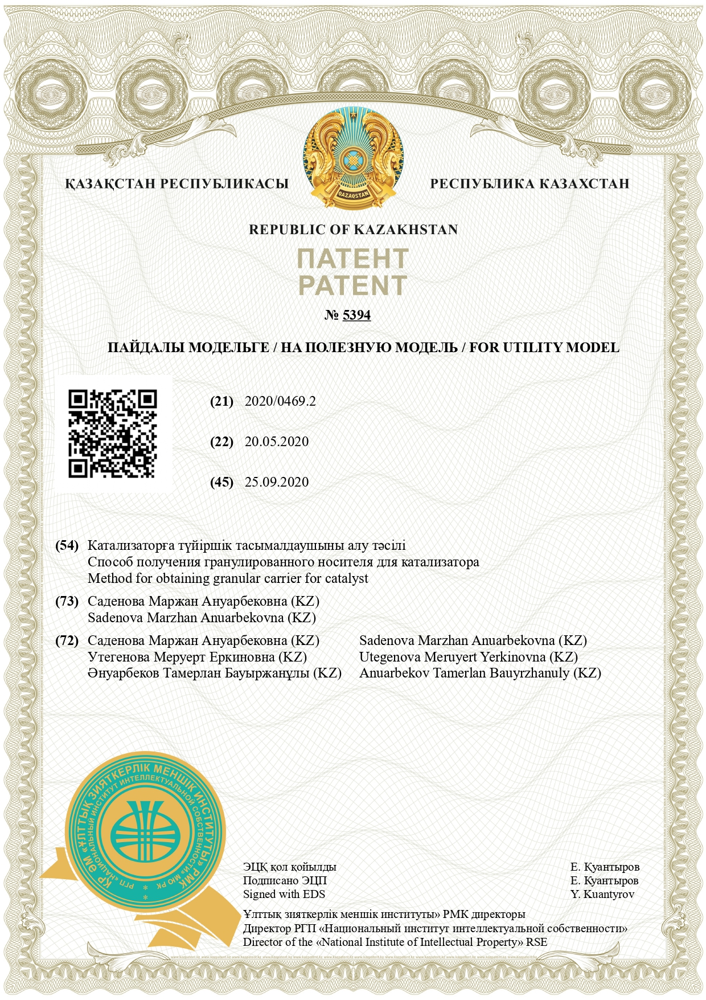 ҚАЗАҚСТАН РЕСПУБЛИКАСЫ
РЕСПУБЛИКА КАЗАХСТАН
QAZAQSTAN
REPUBLIC OF KAZAKHSTAN
ПАТЕНТ
PATENT
№ 5394
ПАЙДАЛЫ МОДЕЛЬГЕ / НА ПОЛЕЗНУЮ МОДЕЛЬ / FOR UTILITY MODEL
(21) 2020/0469.2
(22) 20.05.2020
(45) 25.09.2020
(54) Катализаторға түйіршік тасымалдаушыны алу тәсілі
Способ получения гранулированного носителя для катализатора
Method for obtaining granular carrier for catalyst
(73) Саденова Маржан Ануарбековна (KZ)
Sadenova Marzhan Anuarbekovna (KZ)
(72) Саденова Маржан Ануарбековна (KZ) Sadenova Marzhan Anuarbekovna (KZ)
Утегенова Меруерт Еркиновна (KZ) Utegenova Meruyert Yerkinovna (KZ)
Әнуарбеков Тамерлан Бауыржанұлы (KZ) Anuarbekov Tamerlan Bauyrzhanuly (KZ)
ҚР ӘМ «ҰЛТТЫҚ ЗИЯТКЕРЛІК МЕНШІК ИНСТИТУТЫ» РМК
РГП «НАЦИОНАЛЬНЫЙ ИНСТИТУТ ИНТЕЛЛЕКТУАЛЬНОЙ СОБСТВЕННОСТИ» МЮ РК
ЭЦҚ қол қойылды Е. Қуантыров
Подписано ЭЦП Е. Куантыров
Signed with EDS Y. Kuantyrov
Ұлттық зияткерлік меншік институты» РМК директоры
Директор РГП «Национальный институт интеллектуальной собственности»
Director of the «National Institute of Intellectual Property» RSE